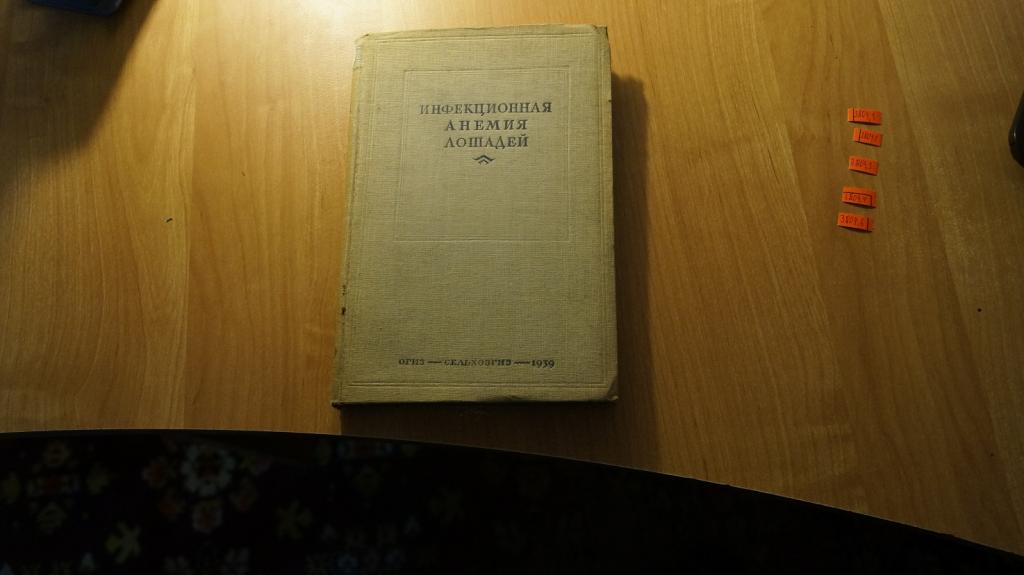 ИНФЕКЦИОННАЯ
АНЕМИЯ
ЛОШАДЕЙ
ОГИЗ — СЕЛЬХОЗГИЗ — 1939